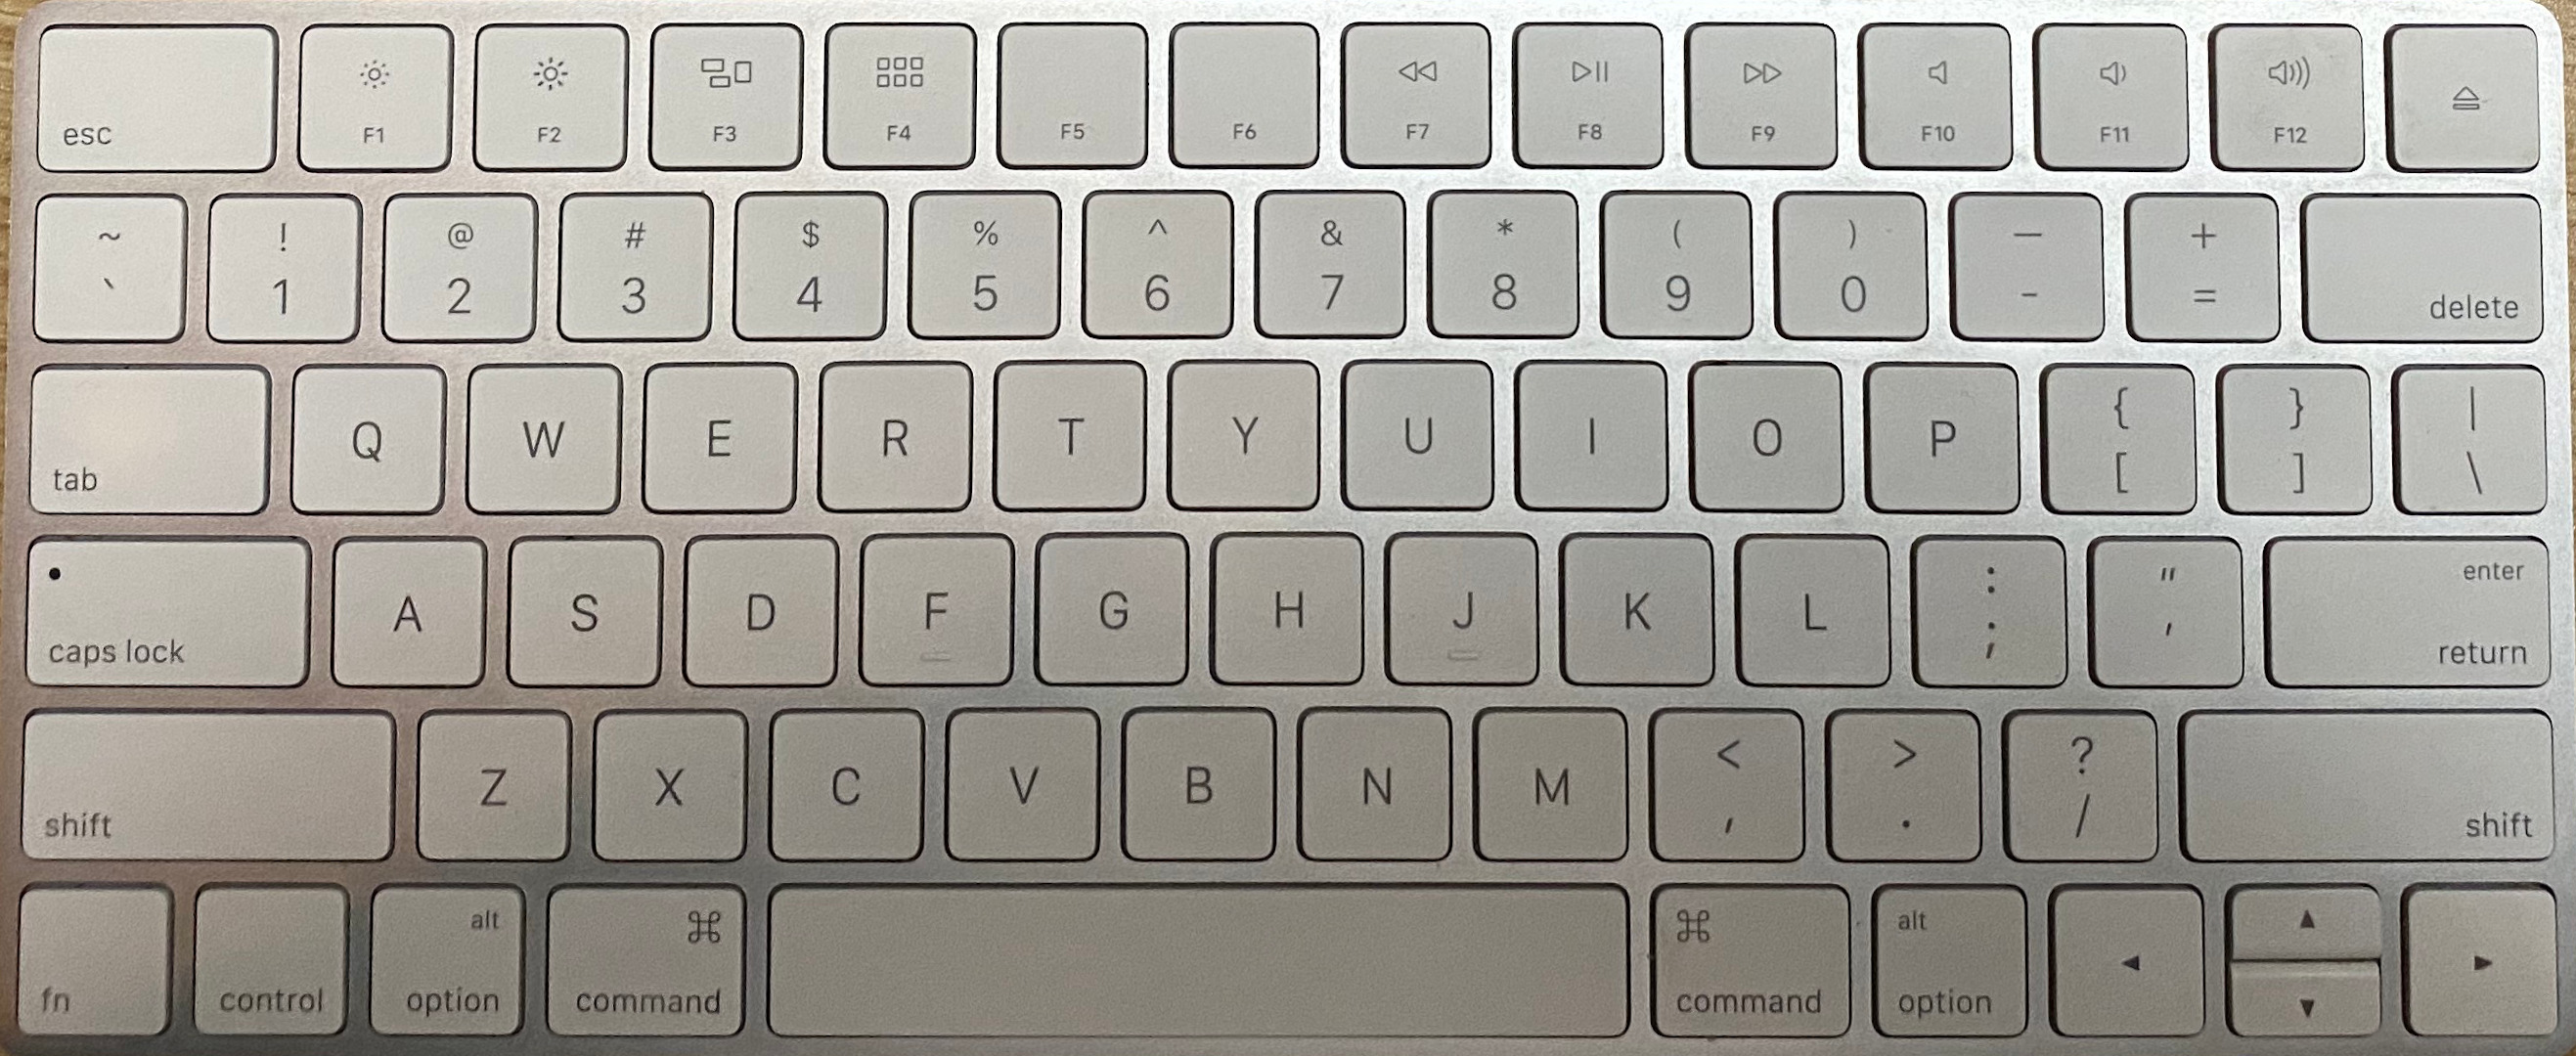 esc F1 F2 F3 F4 F5 F6 F7 F8 F9 F10 F11 F12
~ ! @ # $ % ^ & * ( ) — +
` 1 2 3 4 5 6 7 8 9 0 - = delete
tab Q W E R T Y U I O P { [ } ] | \
caps lock A S D F G H J K L : ; " ' enter return
shift Z X C V B N M < , > . ? / shift
fn control alt option ⌘ command ⌘ command alt option ◀ ▲ ▼ ▶